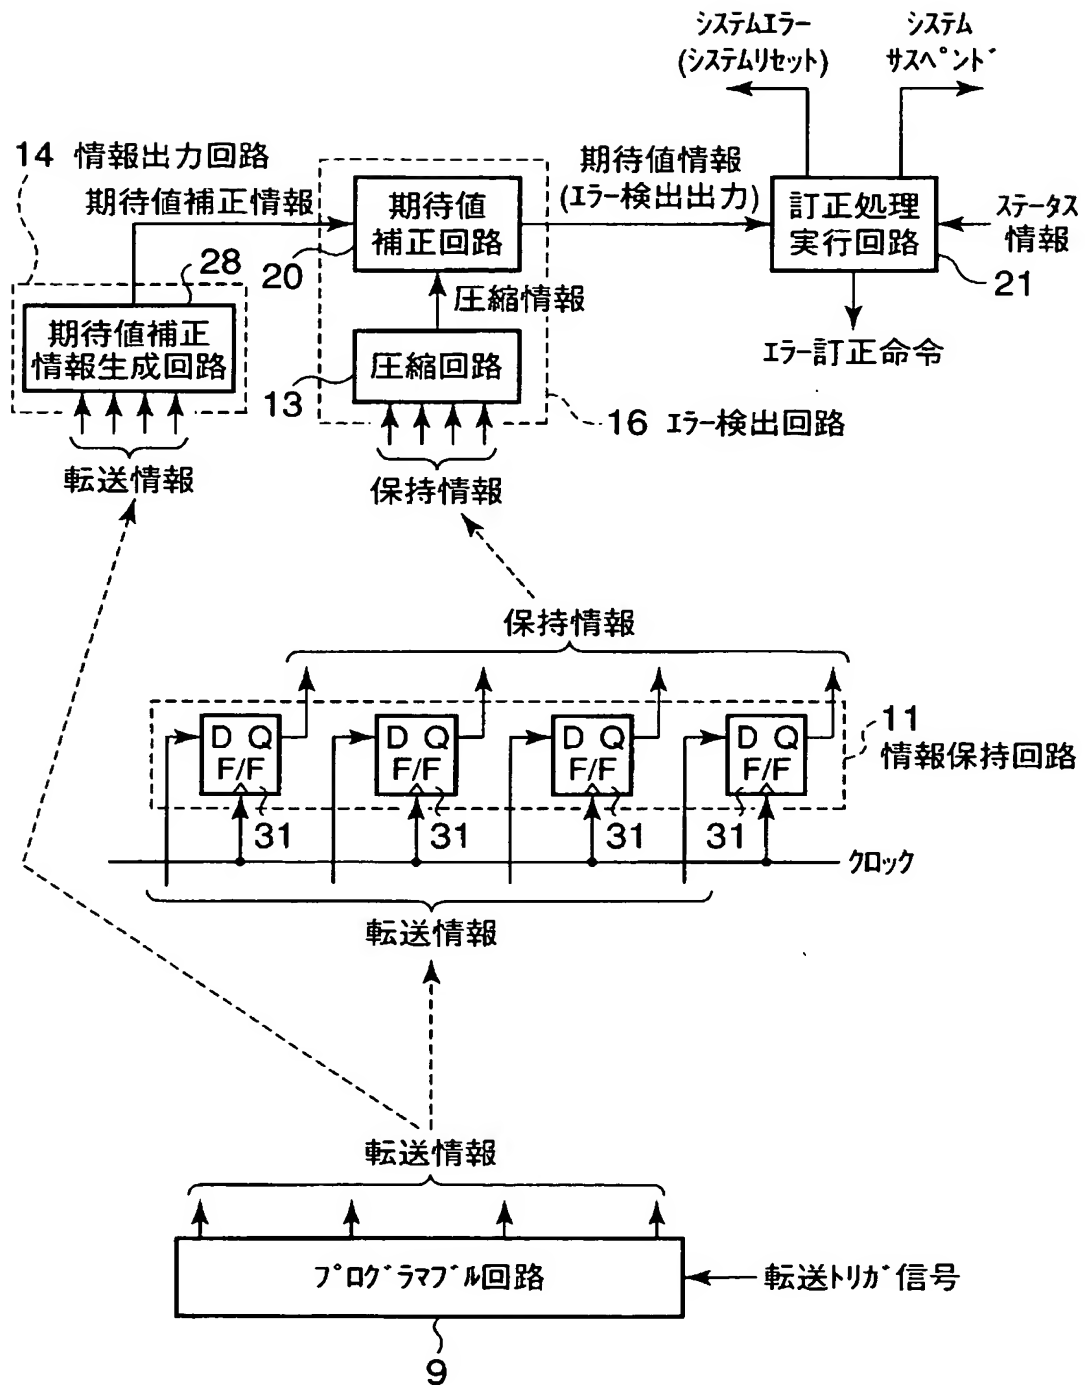 システムエラー
(システムリセット)
システム
サスペンド
14 情報出力回路
期待値補正情報
期待値
補正回路
期待値情報
(エラー検出出力)
訂正処理
実行回路
ステータス
情報
28
20
21
圧縮情報
期待値補正
情報生成回路
圧縮回路
エラー訂正命令
13
16 エラー検出回路
転送情報
保持情報
保持情報
D Q
F/F
D Q
F/F
D Q
F/F
D Q
F/F
11
情報保持回路
31
31
31
31
クロック
転送情報
転送情報
プログラマブル回路
転送トリガ信号
9